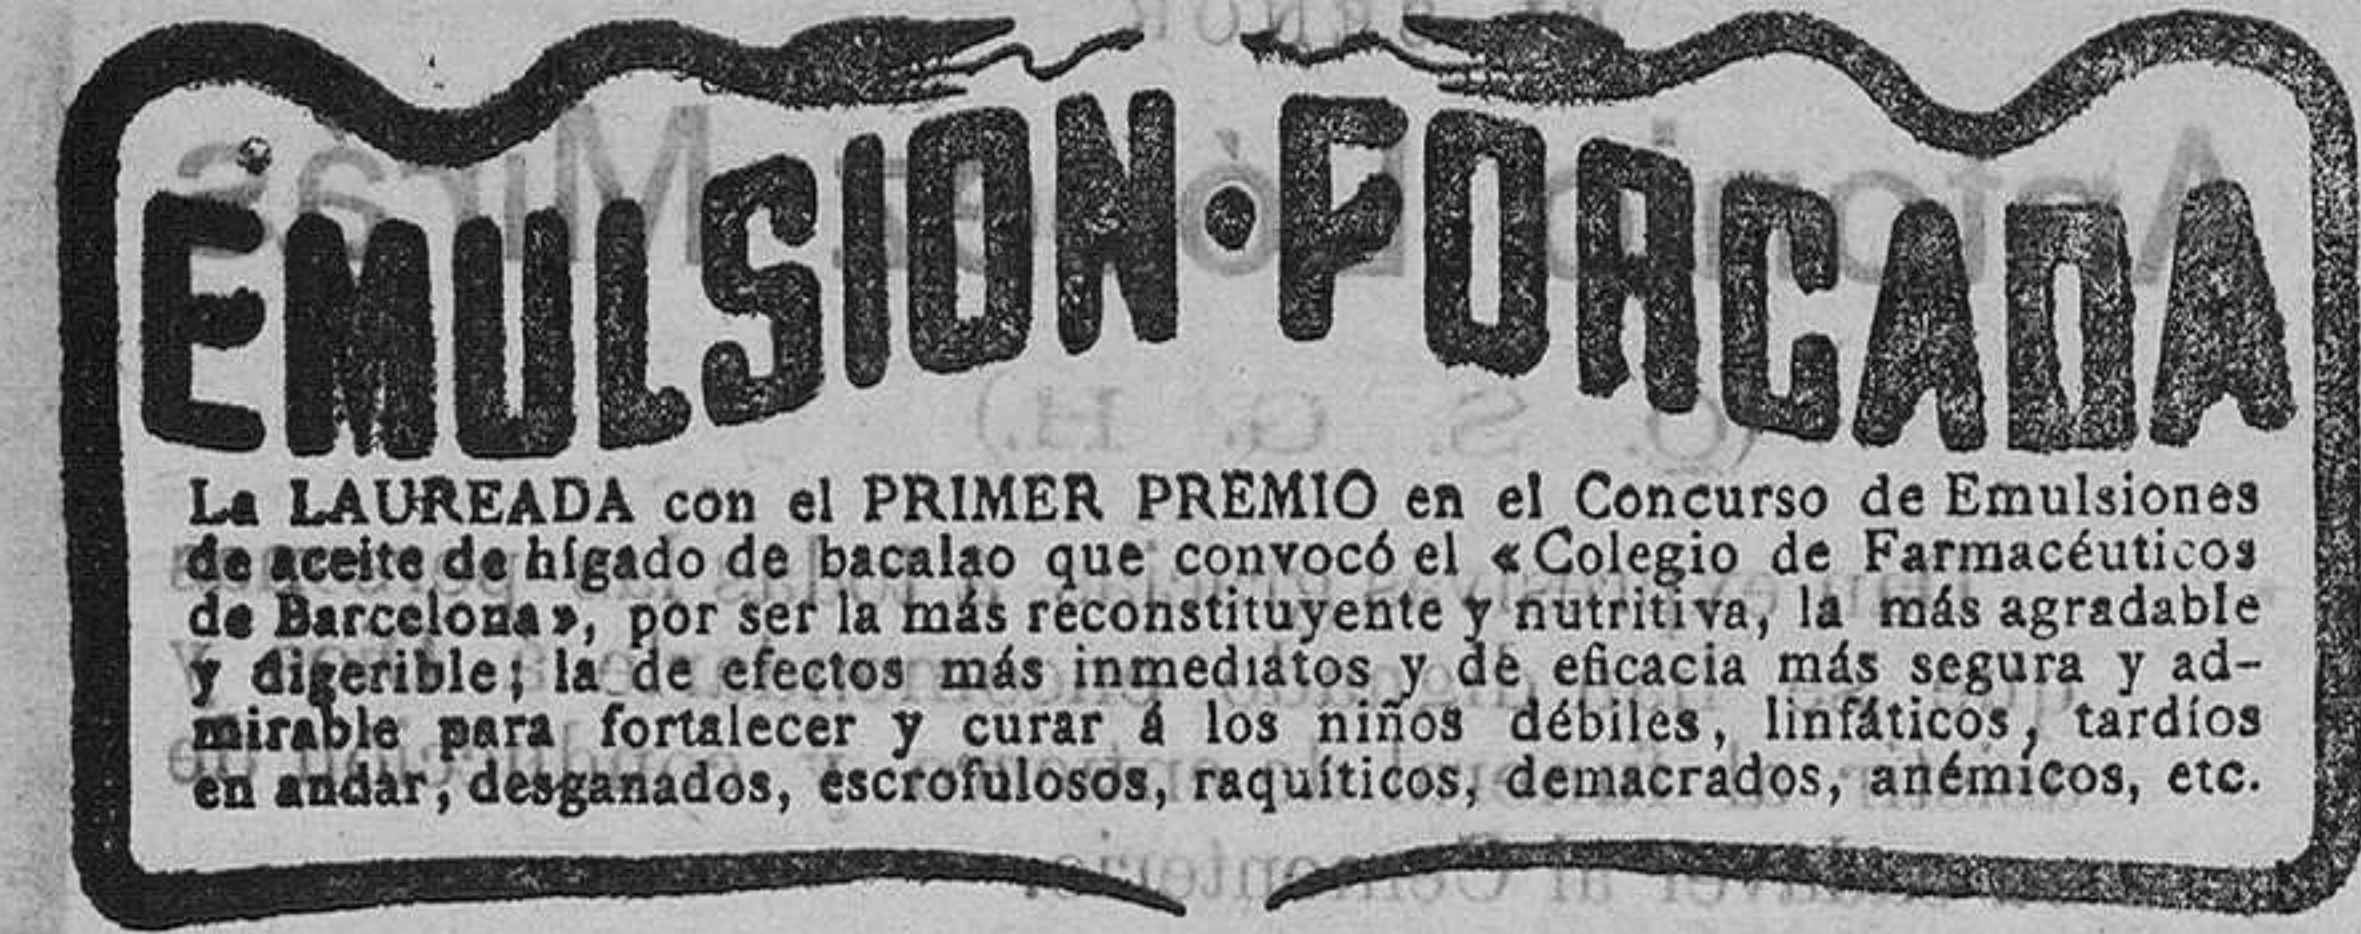 EMULSION·FORCADA
La LAUREADA con el PRIMER PREMIO en el Concurso de Emulsiones
de aceite de hígado de bacalao que convocó el «Colegio de Farmacéuticos
de Barcelona», por ser la más reconstituyente y nutritiva, la más agradable
y digerible; la de efectos más inmediatos y de eficacia más segura y ad-
mirable para fortalecer y curar á los niños débiles, linfáticos, tardíos
en andar, desganados, escrofulosos, raquíticos, demacrados, anémicos, etc.